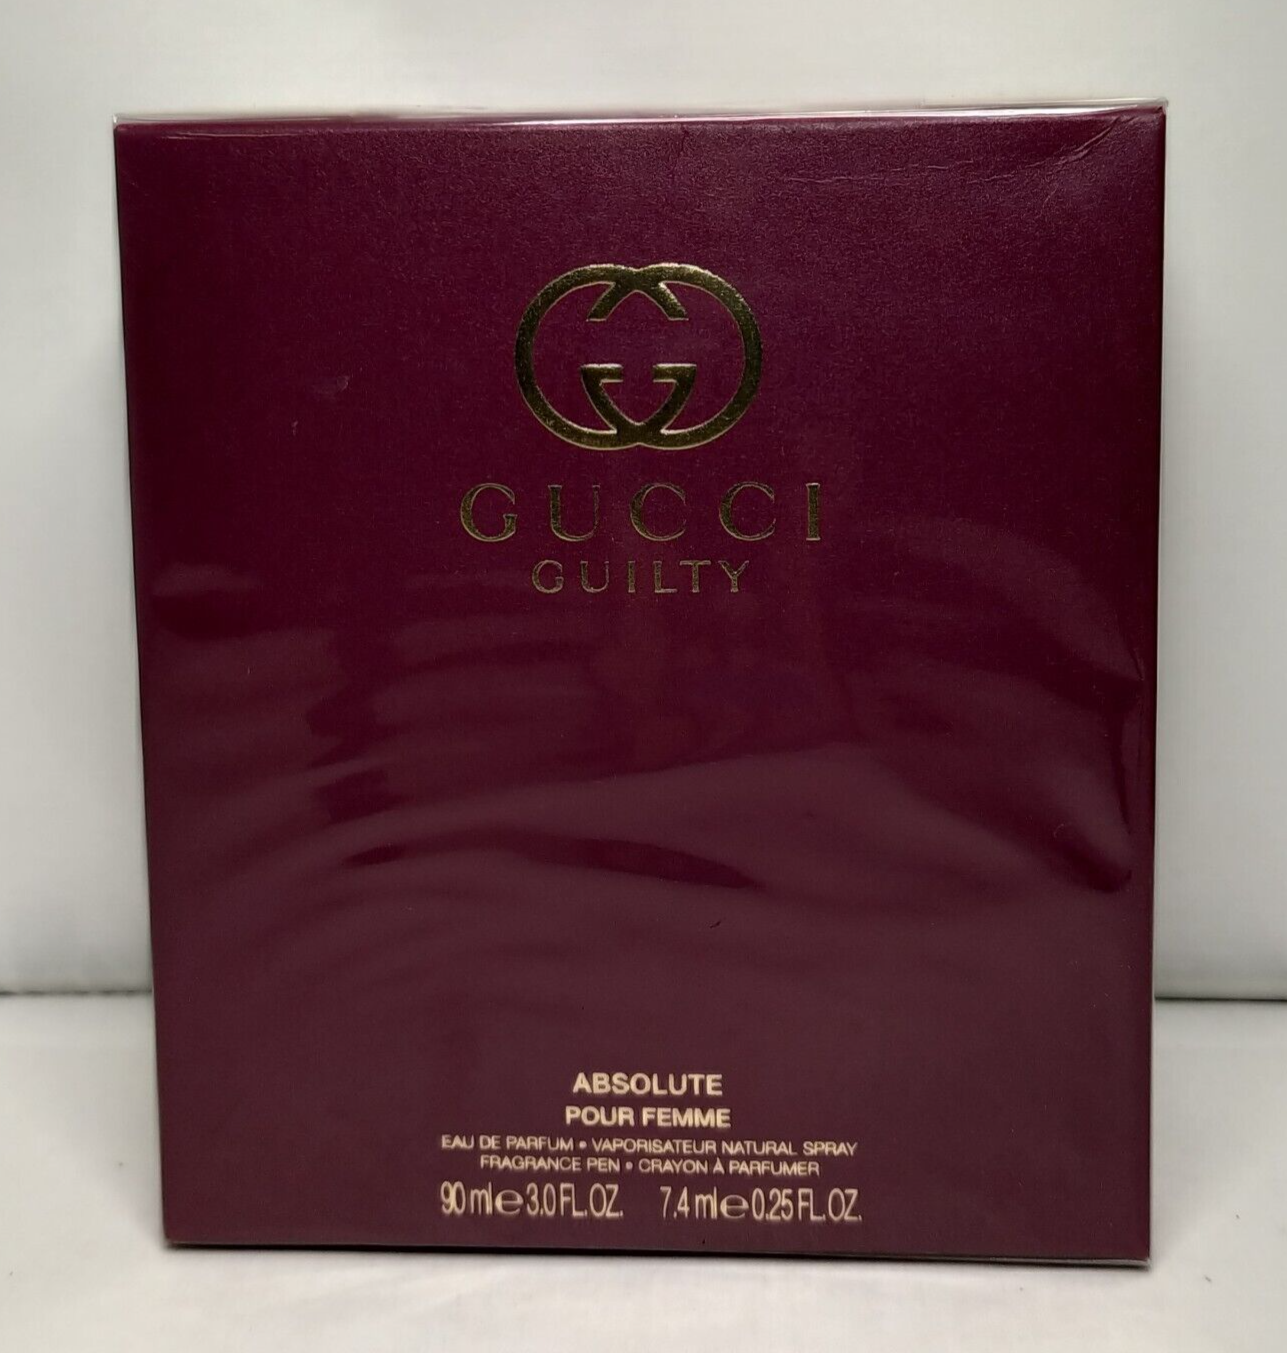 GUCCI
GUILTY
ABSOLUTE
POUR FEMME
EAU DE PARFUM • VAPORISATEUR NATURAL SPRAY
FRAGRANCE PEN • CRAYON À PARFUMER
90 ml e 3.0 FL. OZ. 7.4 ml e 0.25 FL. OZ.